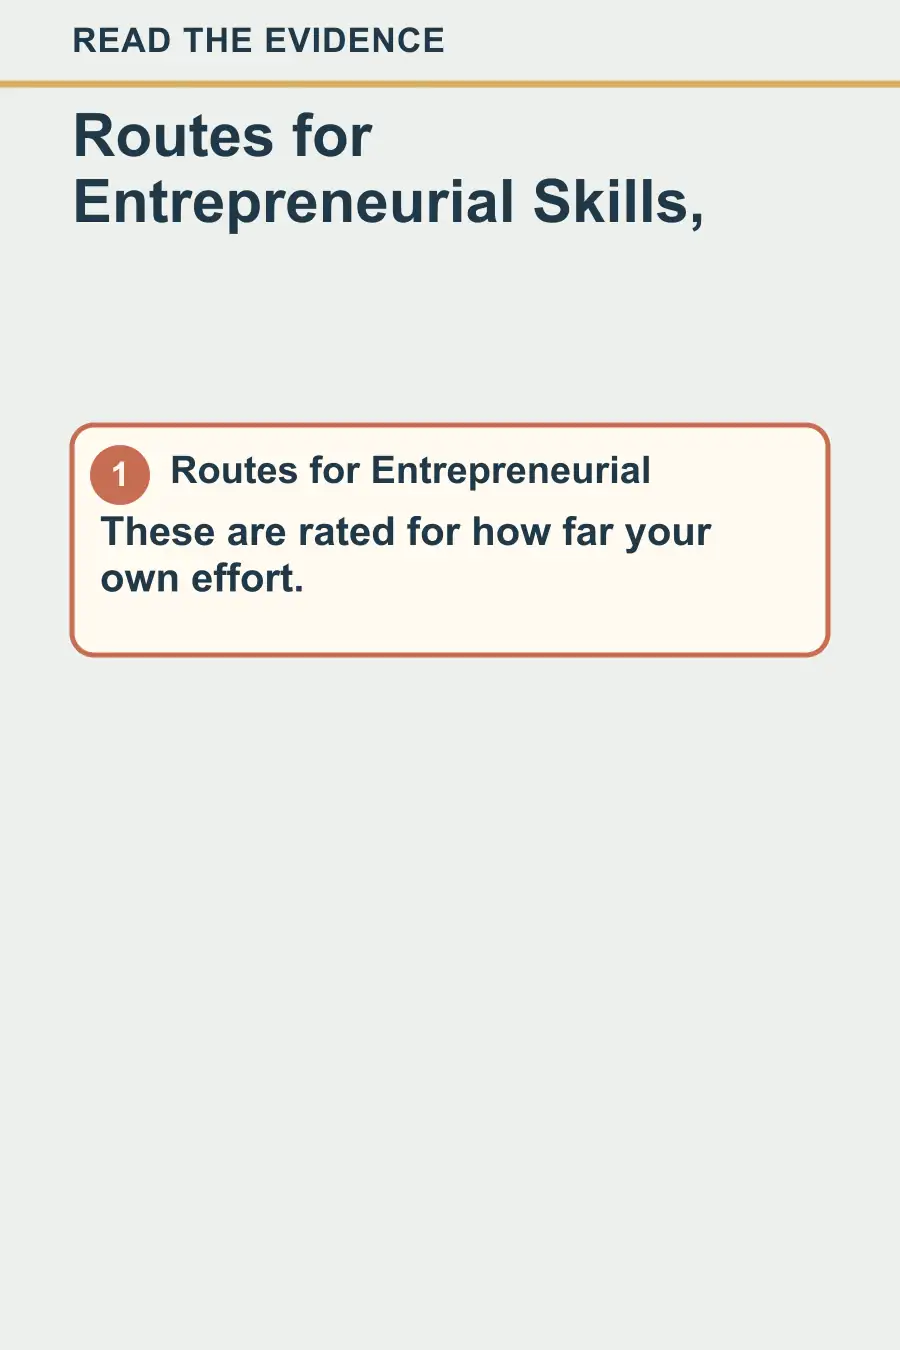 READ THE EVIDENCE
Routes for
Entrepreneurial Skills,
1 Routes for Entrepreneurial
These are rated for how far your
own effort.